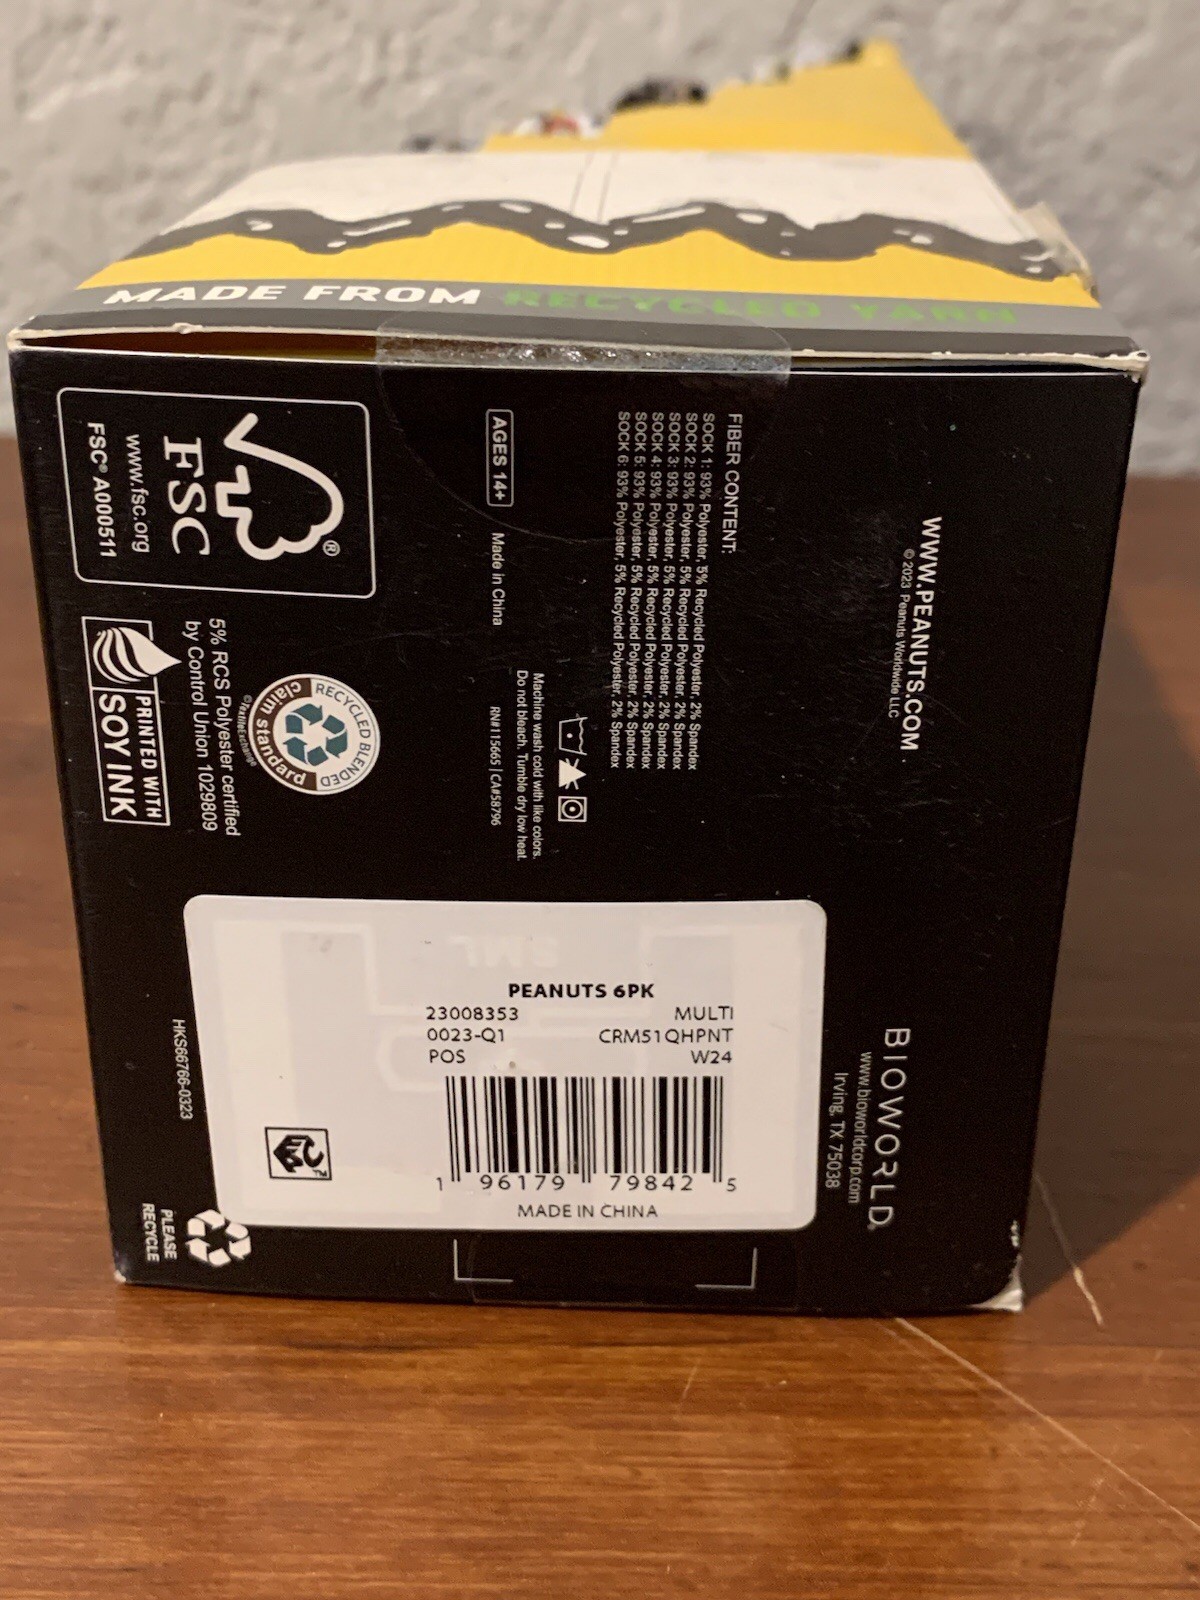 MADE FROM RECYCLED YARN
WWW.PEANUTS.COM
©2023 Peanuts Worldwide LLC
FIBER CONTENT:
SOCK 1: 93% Polyester, 5% Recycled Polyester, 2% Spandex
SOCK 2: 93% Polyester, 5% Recycled Polyester, 2% Spandex
SOCK 3: 93% Polyester, 5% Recycled Polyester, 2% Spandex
SOCK 4: 93% Polyester, 5% Recycled Polyester, 2% Spandex
SOCK 5: 93% Polyester, 5% Recycled Polyester, 2% Spandex
SOCK 6: 93% Polyester, 5% Recycled Polyester, 2% Spandex
AGES 14+
Made in China
Machine wash cold with like colors.
Do not bleach. Tumble dry low heat.
RN#115665 | CA#58796
FSC®
www.fsc.org
FSC® A000511
RECYCLED BLENDED
claim standard
©TextileExchange
5% RCS Polyester certified
by Control Union 1029809
PRINTED WITH
SOY INK
BIOWORLD®
www.bioworldcorp.com
Irving, TX 75038
HKS66766-0323
PLEASE
RECYCLE
SML
PEANUTS 6PK
23008353 MULTI
0023-Q1 CRM51QHPNT
POS W24
1 96179 79842 5
MADE IN CHINA
TM